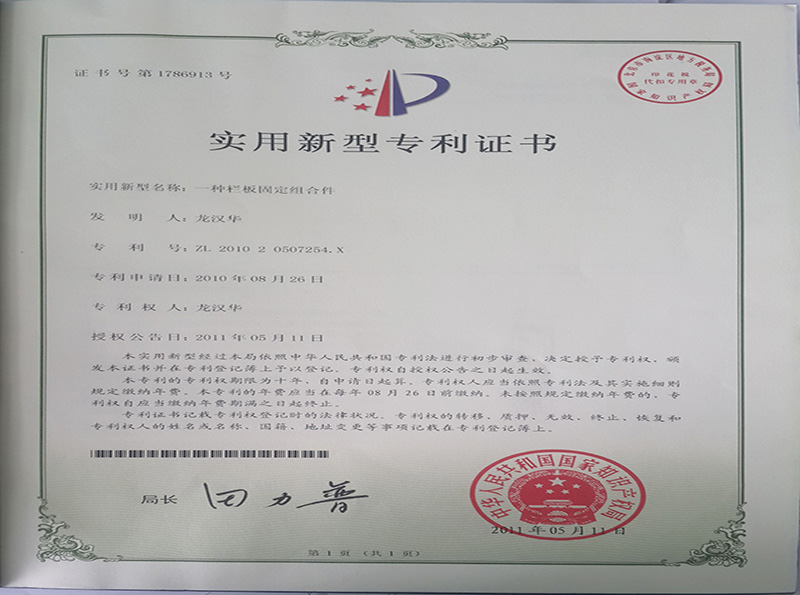 证书号第1786913号
印花税
代扣专用章
国家知识产权局
实用新型专利证书
实用新型名称：一种栏板固定组合件
发明人：龙汉华
专利号：ZL 2010 2 0507254.X
专利申请日：2010年08月26日
专利权人：龙汉华
授权公告日：2011年05月11日
本实用新型经过本局依照中华人民共和国专利法进行初步审查，决定授予专利权，颁
发本证书并在专利登记簿上予以登记。专利权自授权公告之日起生效。
本专利的专利权期限为十年，自申请日起算。专利权人应当依照专利法及其实施细则
规定缴纳年费。本专利的年费应当在每年08月26日前缴纳。未按照规定缴纳年费的，专
利权自应当缴纳年费期满之日起终止。
专利证书记载专利权登记时的法律状况。专利权的转移、质押、无效、终止、恢复和
专利权人的姓名或名称、国籍、地址变更等事项记载在专利登记簿上。
局长 田力普
中华人民共和国国家知识产权局
2011年05月11日
第1页（共1页）